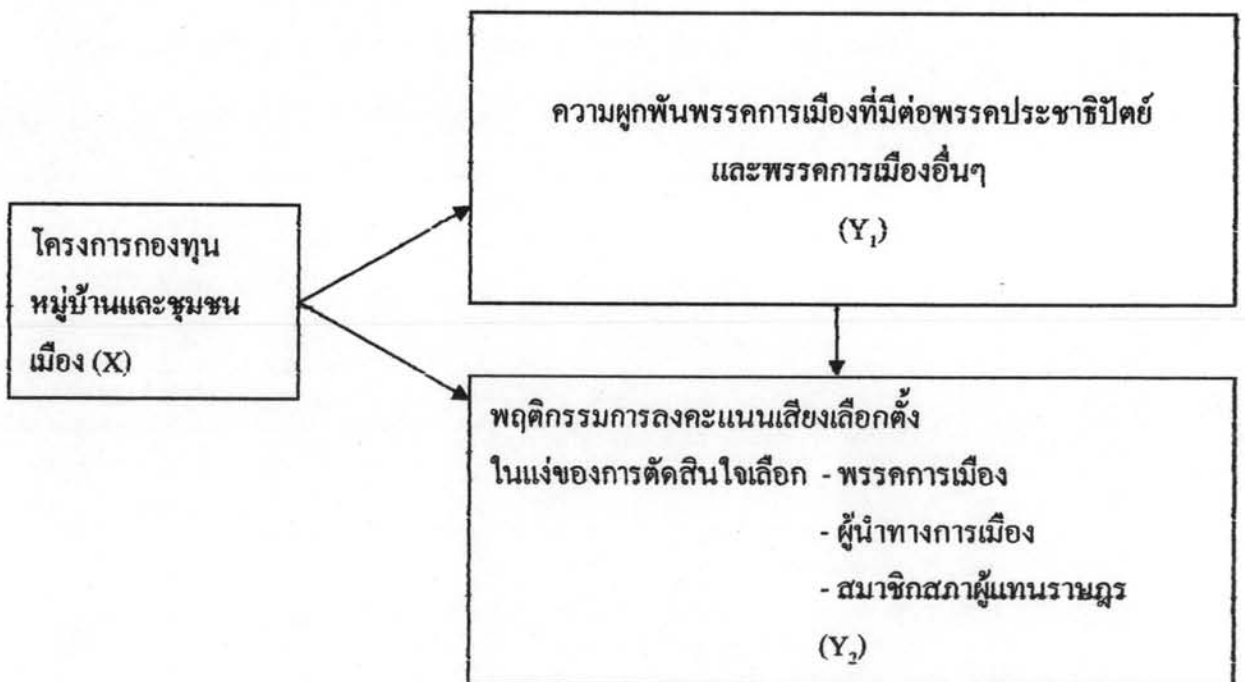 ความผูกพันพรรคการเมืองที่มีต่อพรรคประชาธิปัตย์
และพรรคการเมืองอื่นๆ
(Y₁)
โครงการกองทุน
หมู่บ้านและชุมชน
เมือง (X)
พฤติกรรมการลงคะแนนเสียงเลือกตั้ง
ในแง่ของการตัดสินใจเลือก - พรรคการเมือง
- ผู้นำทางการเมือง
- สมาชิกสภาผู้แทนราษฎร
(Y₂)